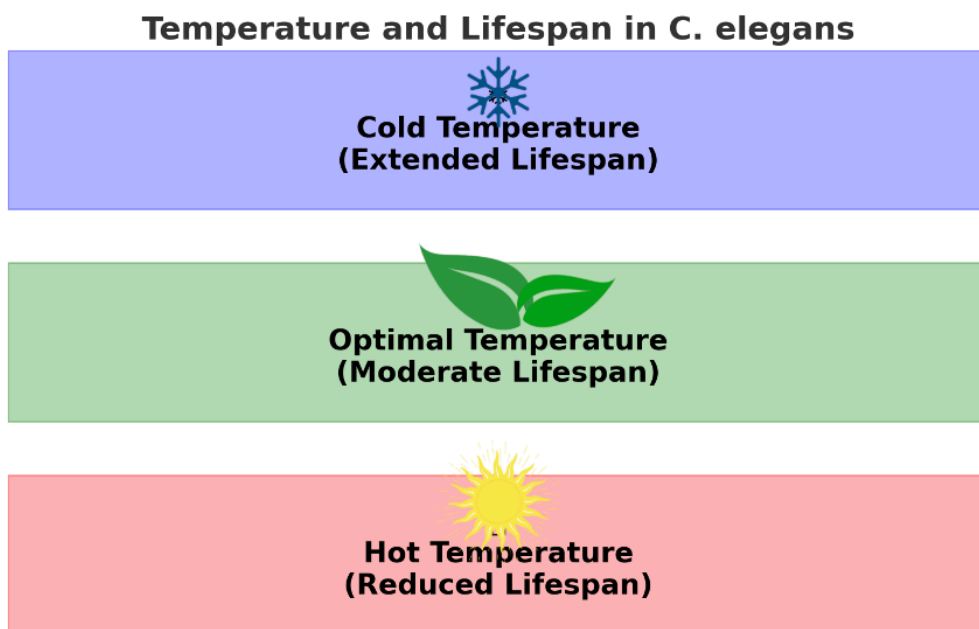 Temperature and Lifespan in C. elegans
Cold Temperature
(Extended Lifespan)
Optimal Temperature
(Moderate Lifespan)
Hot Temperature
(Reduced Lifespan)